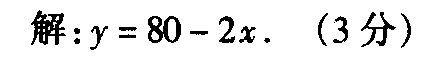 解:y = 80 - 2x. (3分)